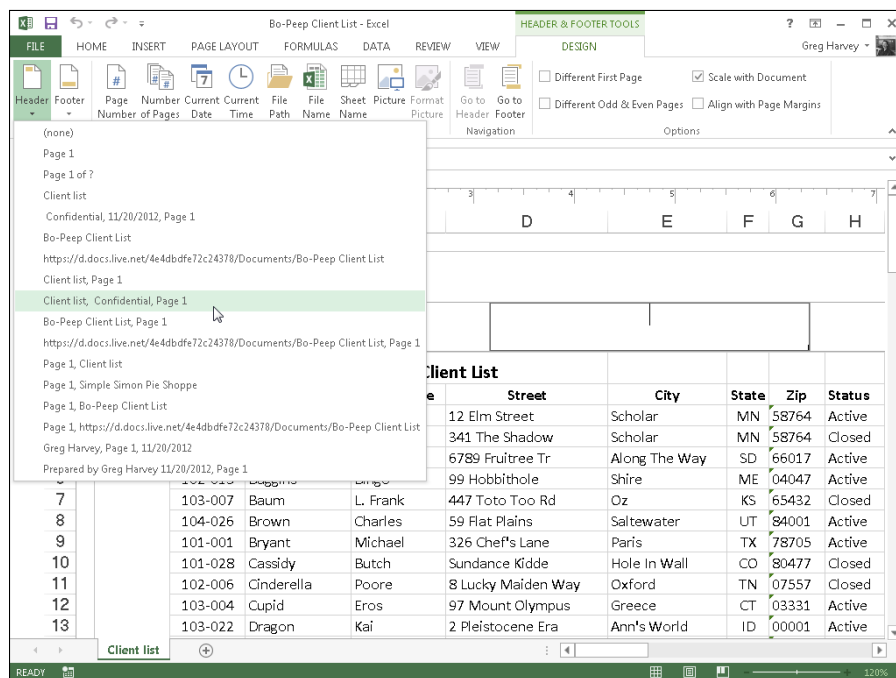 Bo-Peep Client List - Excel
HEADER & FOOTER TOOLS
?
FILE HOME INSERT PAGE LAYOUT FORMULAS DATA REVIEW VIEW DESIGN Greg Harvey
Header Footer Page Number Number of Pages Current Date Current Time File Path File Name Sheet Name Picture Format Picture
Go to Header Go to Footer
Different First Page Scale with Document
Different Odd & Even Pages Align with Page Margins
Navigation Options
(none)
Page 1
Page 1 of ?
Client list
Confidential, 11/20/2012, Page 1
Bo-Peep Client List
https://d.docs.live.net/4e4dbdfe72c24378/Documents/Bo-Peep Client List
Client list, Page 1
Client list, Confidential, Page 1
Bo-Peep Client List, Page 1
https://d.docs.live.net/4e4dbdfe72c24378/Documents/Bo-Peep Client List, Page 1
Page 1, Client list
Page 1, Simple Simon Pie Shoppe
Page 1, Bo-Peep Client List
Page 1, https://d.docs.live.net/4e4dbdfe72c24378/Documents/Bo-Peep Client List
Greg Harvey, Page 1, 11/20/2012
Prepared by Greg Harvey 11/20/2012, Page 1
3 4 5 6 7
D E F G H
Client List
Street City State Zip Status
12 Elm Street Scholar MN 58764 Active
341 The Shadow Scholar MN 58764 Closed
6789 Fruitree Tr Along The Way SD 66017 Active
99 Hobbithole Shire ME 04047 Active
7 103-007 Baum L. Frank 447 Toto Too Rd Oz KS 65432 Closed
8 104-026 Brown Charles 59 Flat Plains Saltewater UT 84001 Active
9 101-001 Bryant Michael 326 Chef's Lane Paris TX 78705 Active
10 101-028 Cassidy Butch Sundance Kidde Hole In Wall CO 80477 Closed
11 102-006 Cinderella Poore 8 Lucky Maiden Way Oxford TN 07557 Closed
12 103-004 Cupid Eros 97 Mount Olympus Greece CT 03331 Active
13 103-022 Dragon Kai 2 Pleistocene Era Ann's World ID 00001 Active
Client list
READY 120%